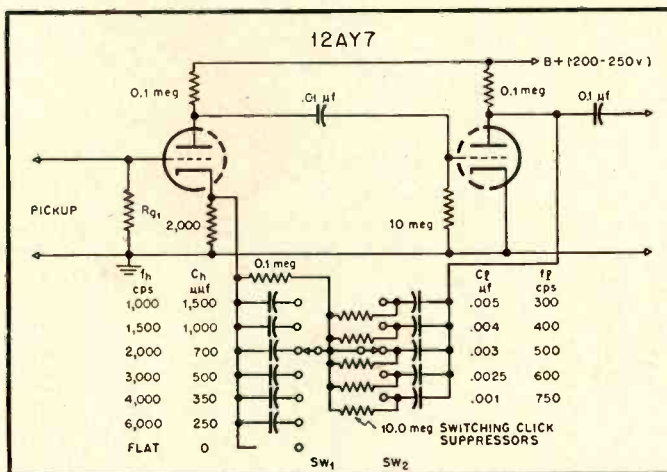 12AY7
B+ (200-250v)
0.1 meg
.01 µf
0.1 meg
0.1 µf
PICKUP
Rg1
2,000
10 meg
fh cps
Ch µµf
0.1 meg
Cℓ µf
fℓ cps
1,000 1,500
.005 300
1,500 1,000
.004 400
2,000 700
.003 500
3,000 500
.0025 600
4,000 350
.001 750
6,000 250
10.0 meg SWITCHING CLICK
SUPPRESSORS
FLAT 0
SW1 SW2